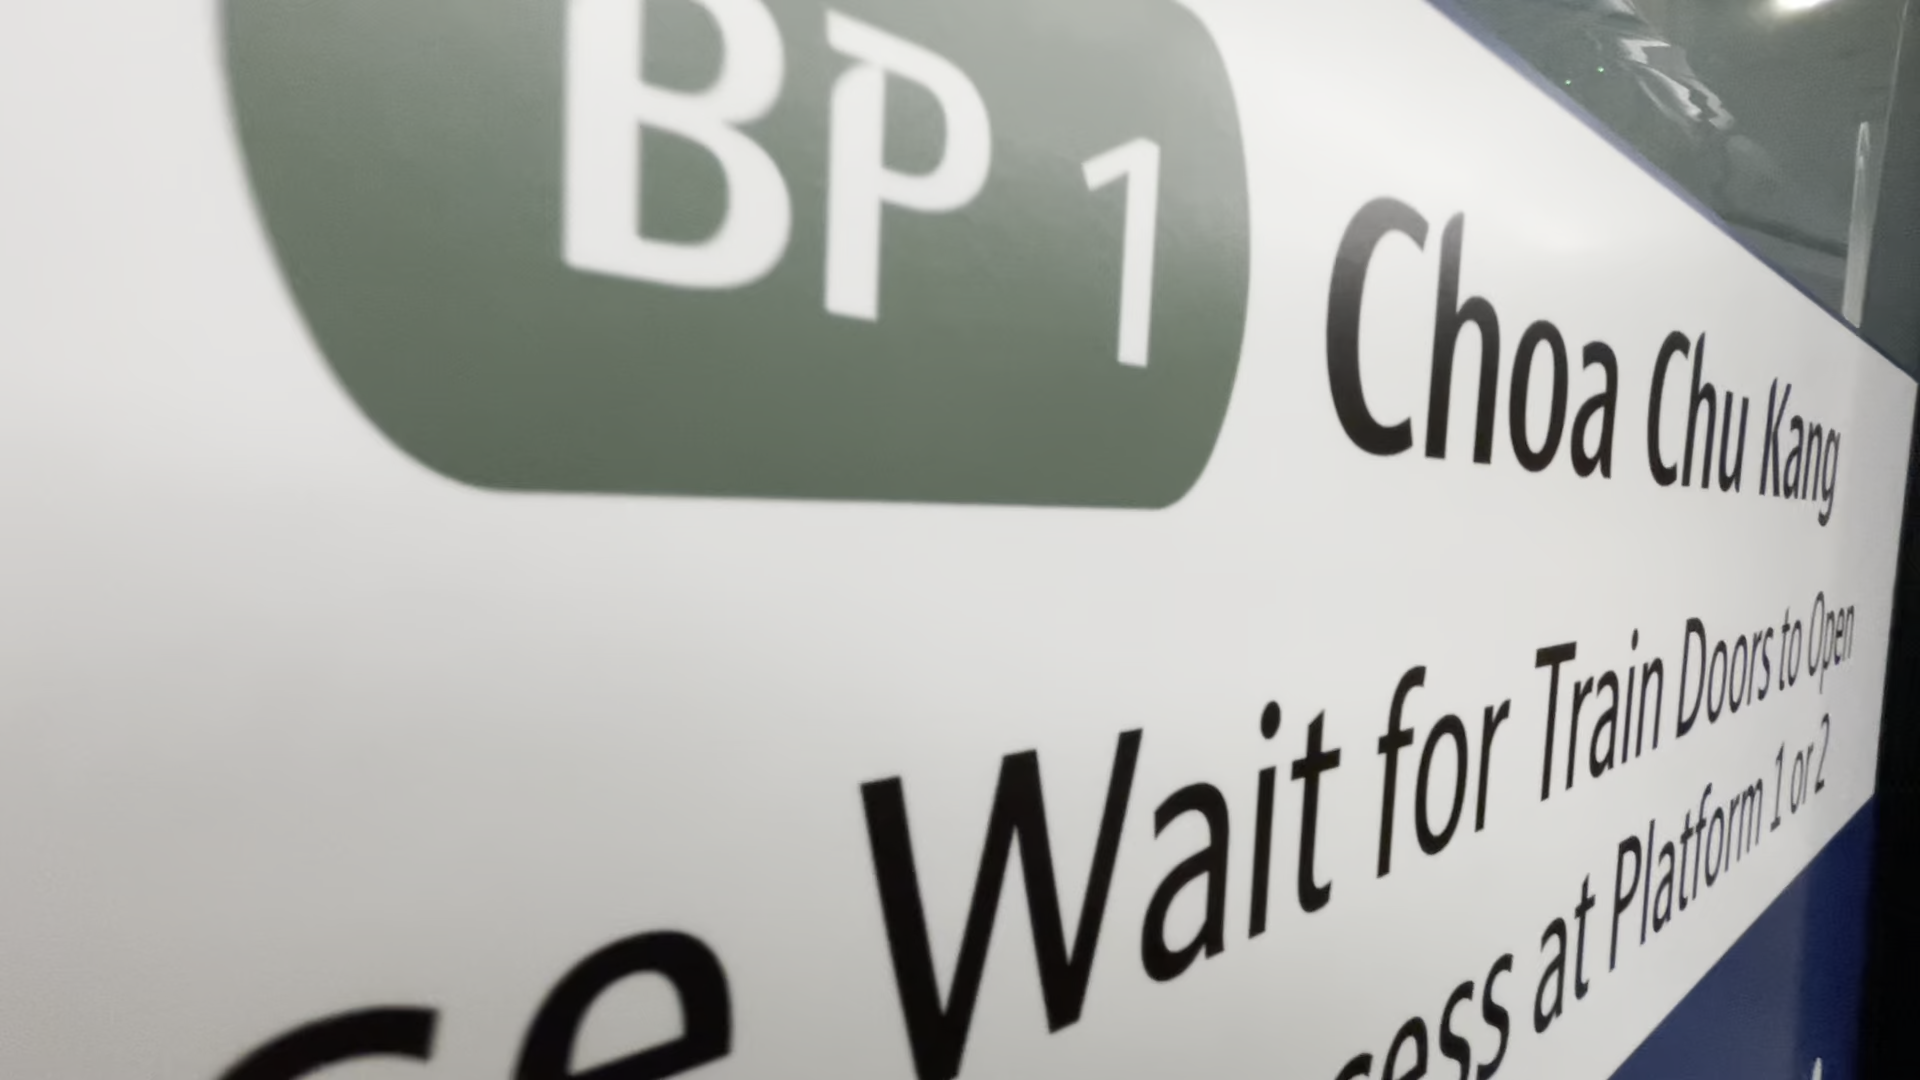 BP 1 Choa Chu Kang
Wait for Train Doors to Open
at Platform 1 or 2